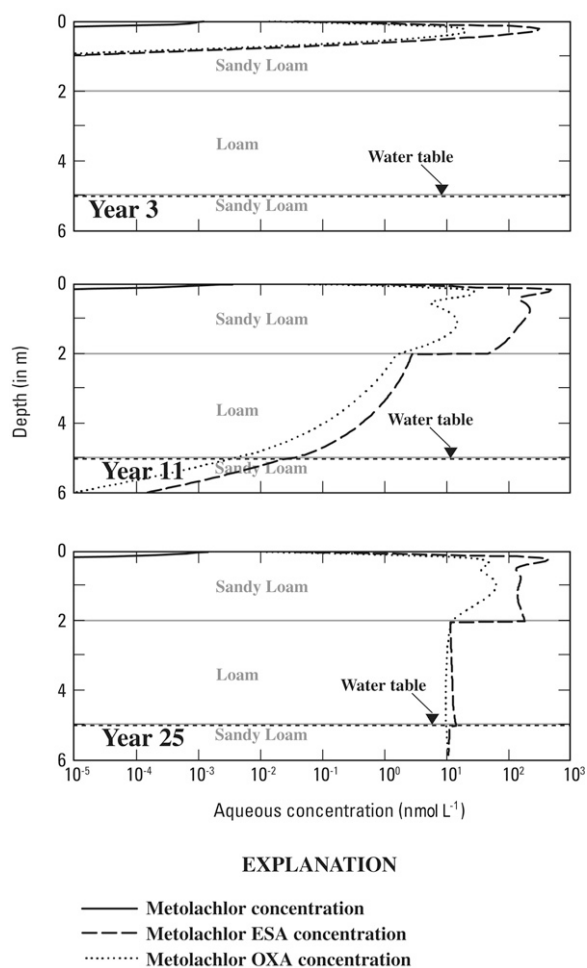 0
2
4
6
Sandy Loam
Loam
Water table
Year 3
Sandy Loam
0
2
4
6
Sandy Loam
Loam
Water table
Year 11
Sandy Loam
Depth (in m)
0
2
4
6
Sandy Loam
Loam
Water table
Year 25
Sandy Loam
10⁻⁵ 10⁻⁴ 10⁻³ 10⁻² 10⁻¹ 10⁰ 10¹ 10² 10³
Aqueous concentration (nmol L⁻¹)
EXPLANATION
Metolachlor concentration
Metolachlor ESA concentration
Metolachlor OXA concentration